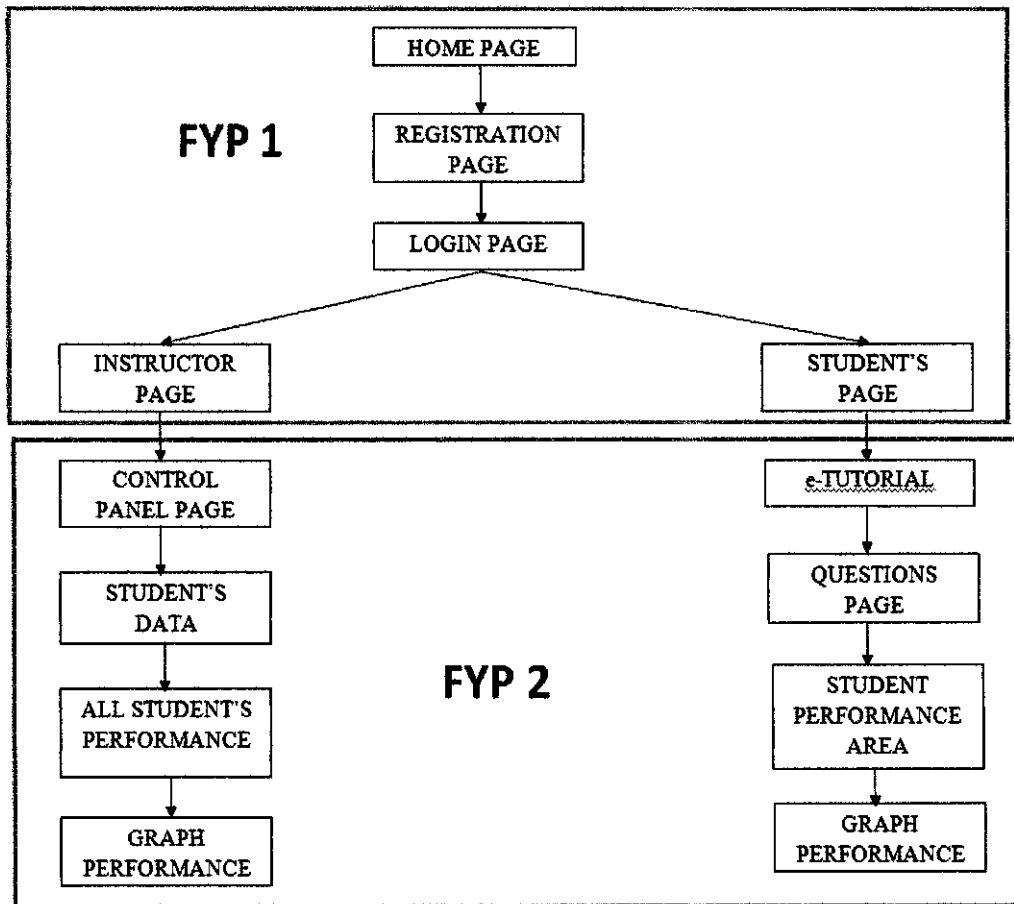 HOME PAGE
FYP 1
REGISTRATION
PAGE
LOGIN PAGE
INSTRUCTOR
PAGE
STUDENT'S
PAGE
CONTROL
PANEL PAGE
e-TUTORIAL
STUDENT'S
DATA
QUESTIONS
PAGE
FYP 2
ALL STUDENT'S
PERFORMANCE
STUDENT
PERFORMANCE
AREA
GRAPH
PERFORMANCE
GRAPH
PERFORMANCE